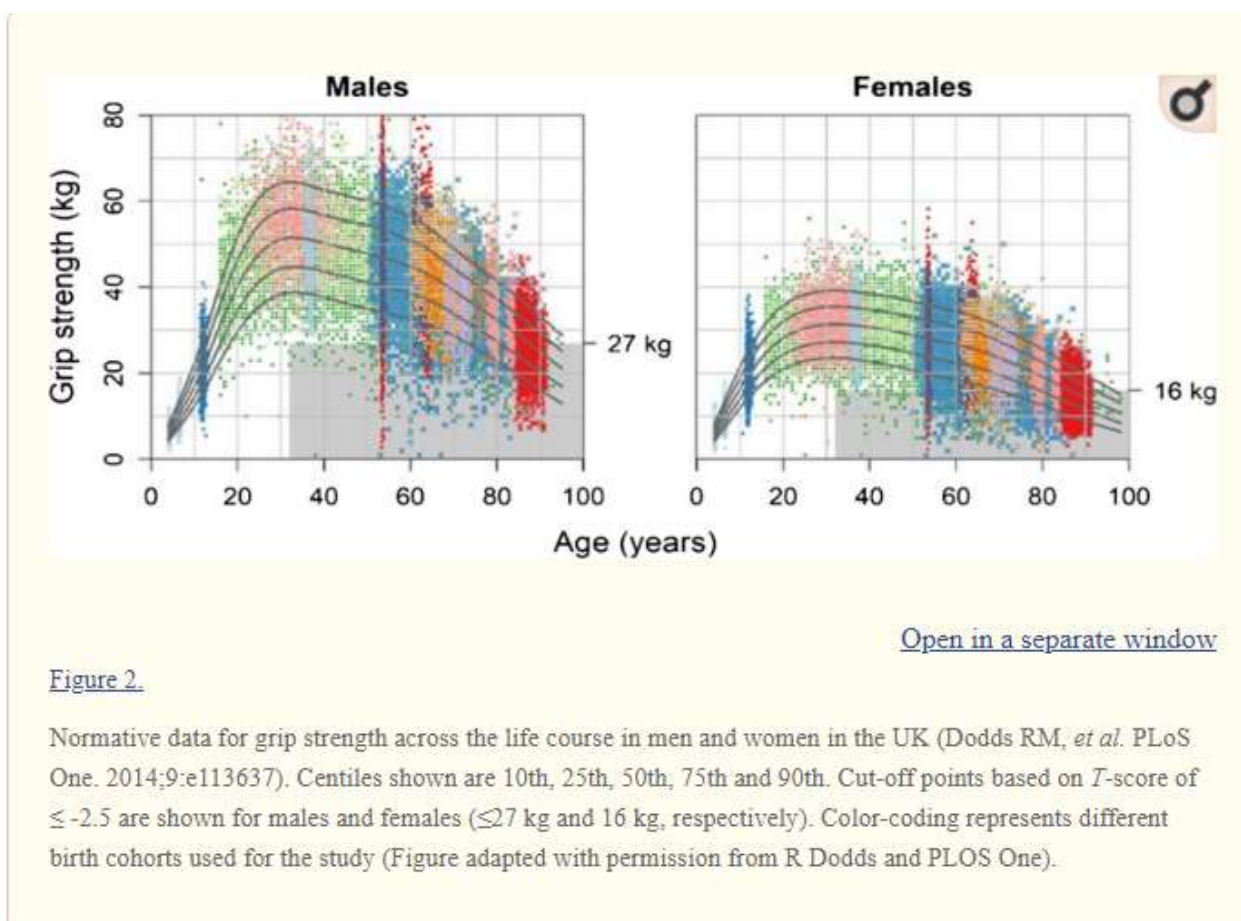 Males Females
80
60
40
20
0
Grip strength (kg)
27 kg
16 kg
0 20 40 60 80 100 0 20 40 60 80 100
Age (years)
Open in a separate window
Figure 2.
Normative data for grip strength across the life course in men and women in the UK (Dodds RM, et al. PLoS
One. 2014;9:e113637). Centiles shown are 10th, 25th, 50th, 75th and 90th. Cut-off points based on T-score of
≤ -2.5 are shown for males and females (≤27 kg and 16 kg, respectively). Color-coding represents different
birth cohorts used for the study (Figure adapted with permission from R Dodds and PLOS One).